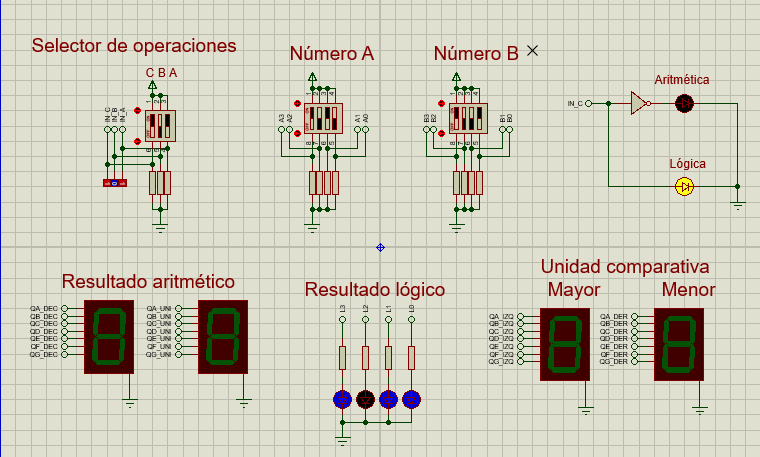 Selector de operaciones
Número A
Número B
C B A
IN_C
IN_B
IN_A
A3
A2
A1
A0
B3
B2
B1
B0
Aritmética
IN_C
Lógica
Resultado aritmético
Resultado lógico
Unidad comparativa
Mayor
Menor
QA_DEC
QB_DEC
QC_DEC
QD_DEC
QE_DEC
QF_DEC
QG_DEC
QA_UNI
QB_UNI
QC_UNI
QD_UNI
QE_UNI
QF_UNI
QG_UNI
L3
L2
L1
L0
QA_IZQ
QB_IZQ
QC_IZQ
QD_IZQ
QE_IZQ
QF_IZQ
QG_IZQ
QA_DER
QB_DER
QC_DER
QD_DER
QE_DER
QF_DER
QG_DER